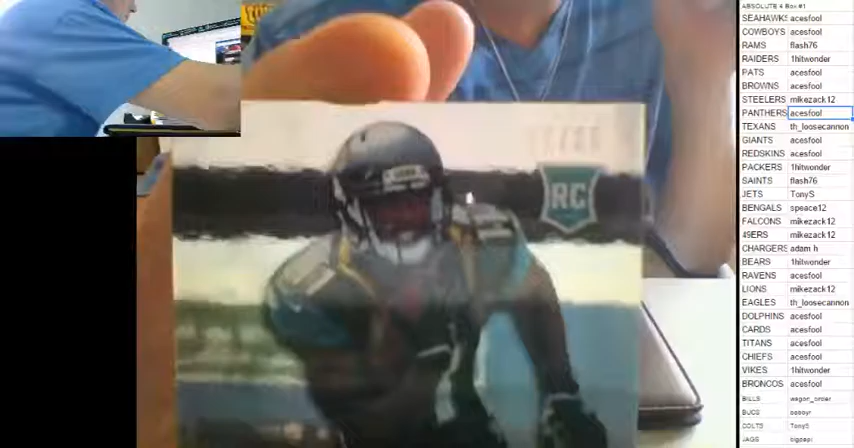 ABSOLUTE 4 Box #1
SEAHAWKS acesfool
COWBOYS acesfool
RAMS flash76
RAIDERS 1hitwonder
PATS acesfool
BROWNS acesfool
STEELERS mikezack12
PANTHERS acesfool
TEXANS th_loosecannon
GIANTS acesfool
REDSKINS acesfool
PACKERS 1hitwonder
SAINTS flash76
JETS TonyS
BENGALS speace12
FALCONS mikezack12
49ERS mikezack12
CHARGERS adam h
BEARS 1hitwonder
RAVENS acesfool
LIONS mikezack12
EAGLES th_loosecannon
DOLPHINS acesfool
CARDS acesfool
TITANS acesfool
CHIEFS acesfool
VIKES 1hitwonder
BRONCOS acesfool
BILLS
BUCS
COLTS TonyS
JAGS
RC